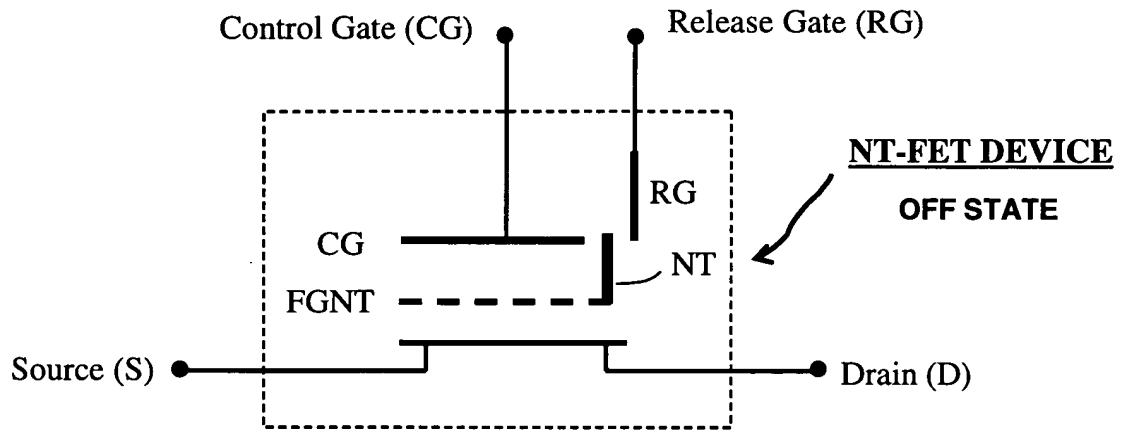 Control Gate (CG)
Release Gate (RG)
NT-FET DEVICE
OFF STATE
RG
CG
NT
FGNT
Source (S)
Drain (D)